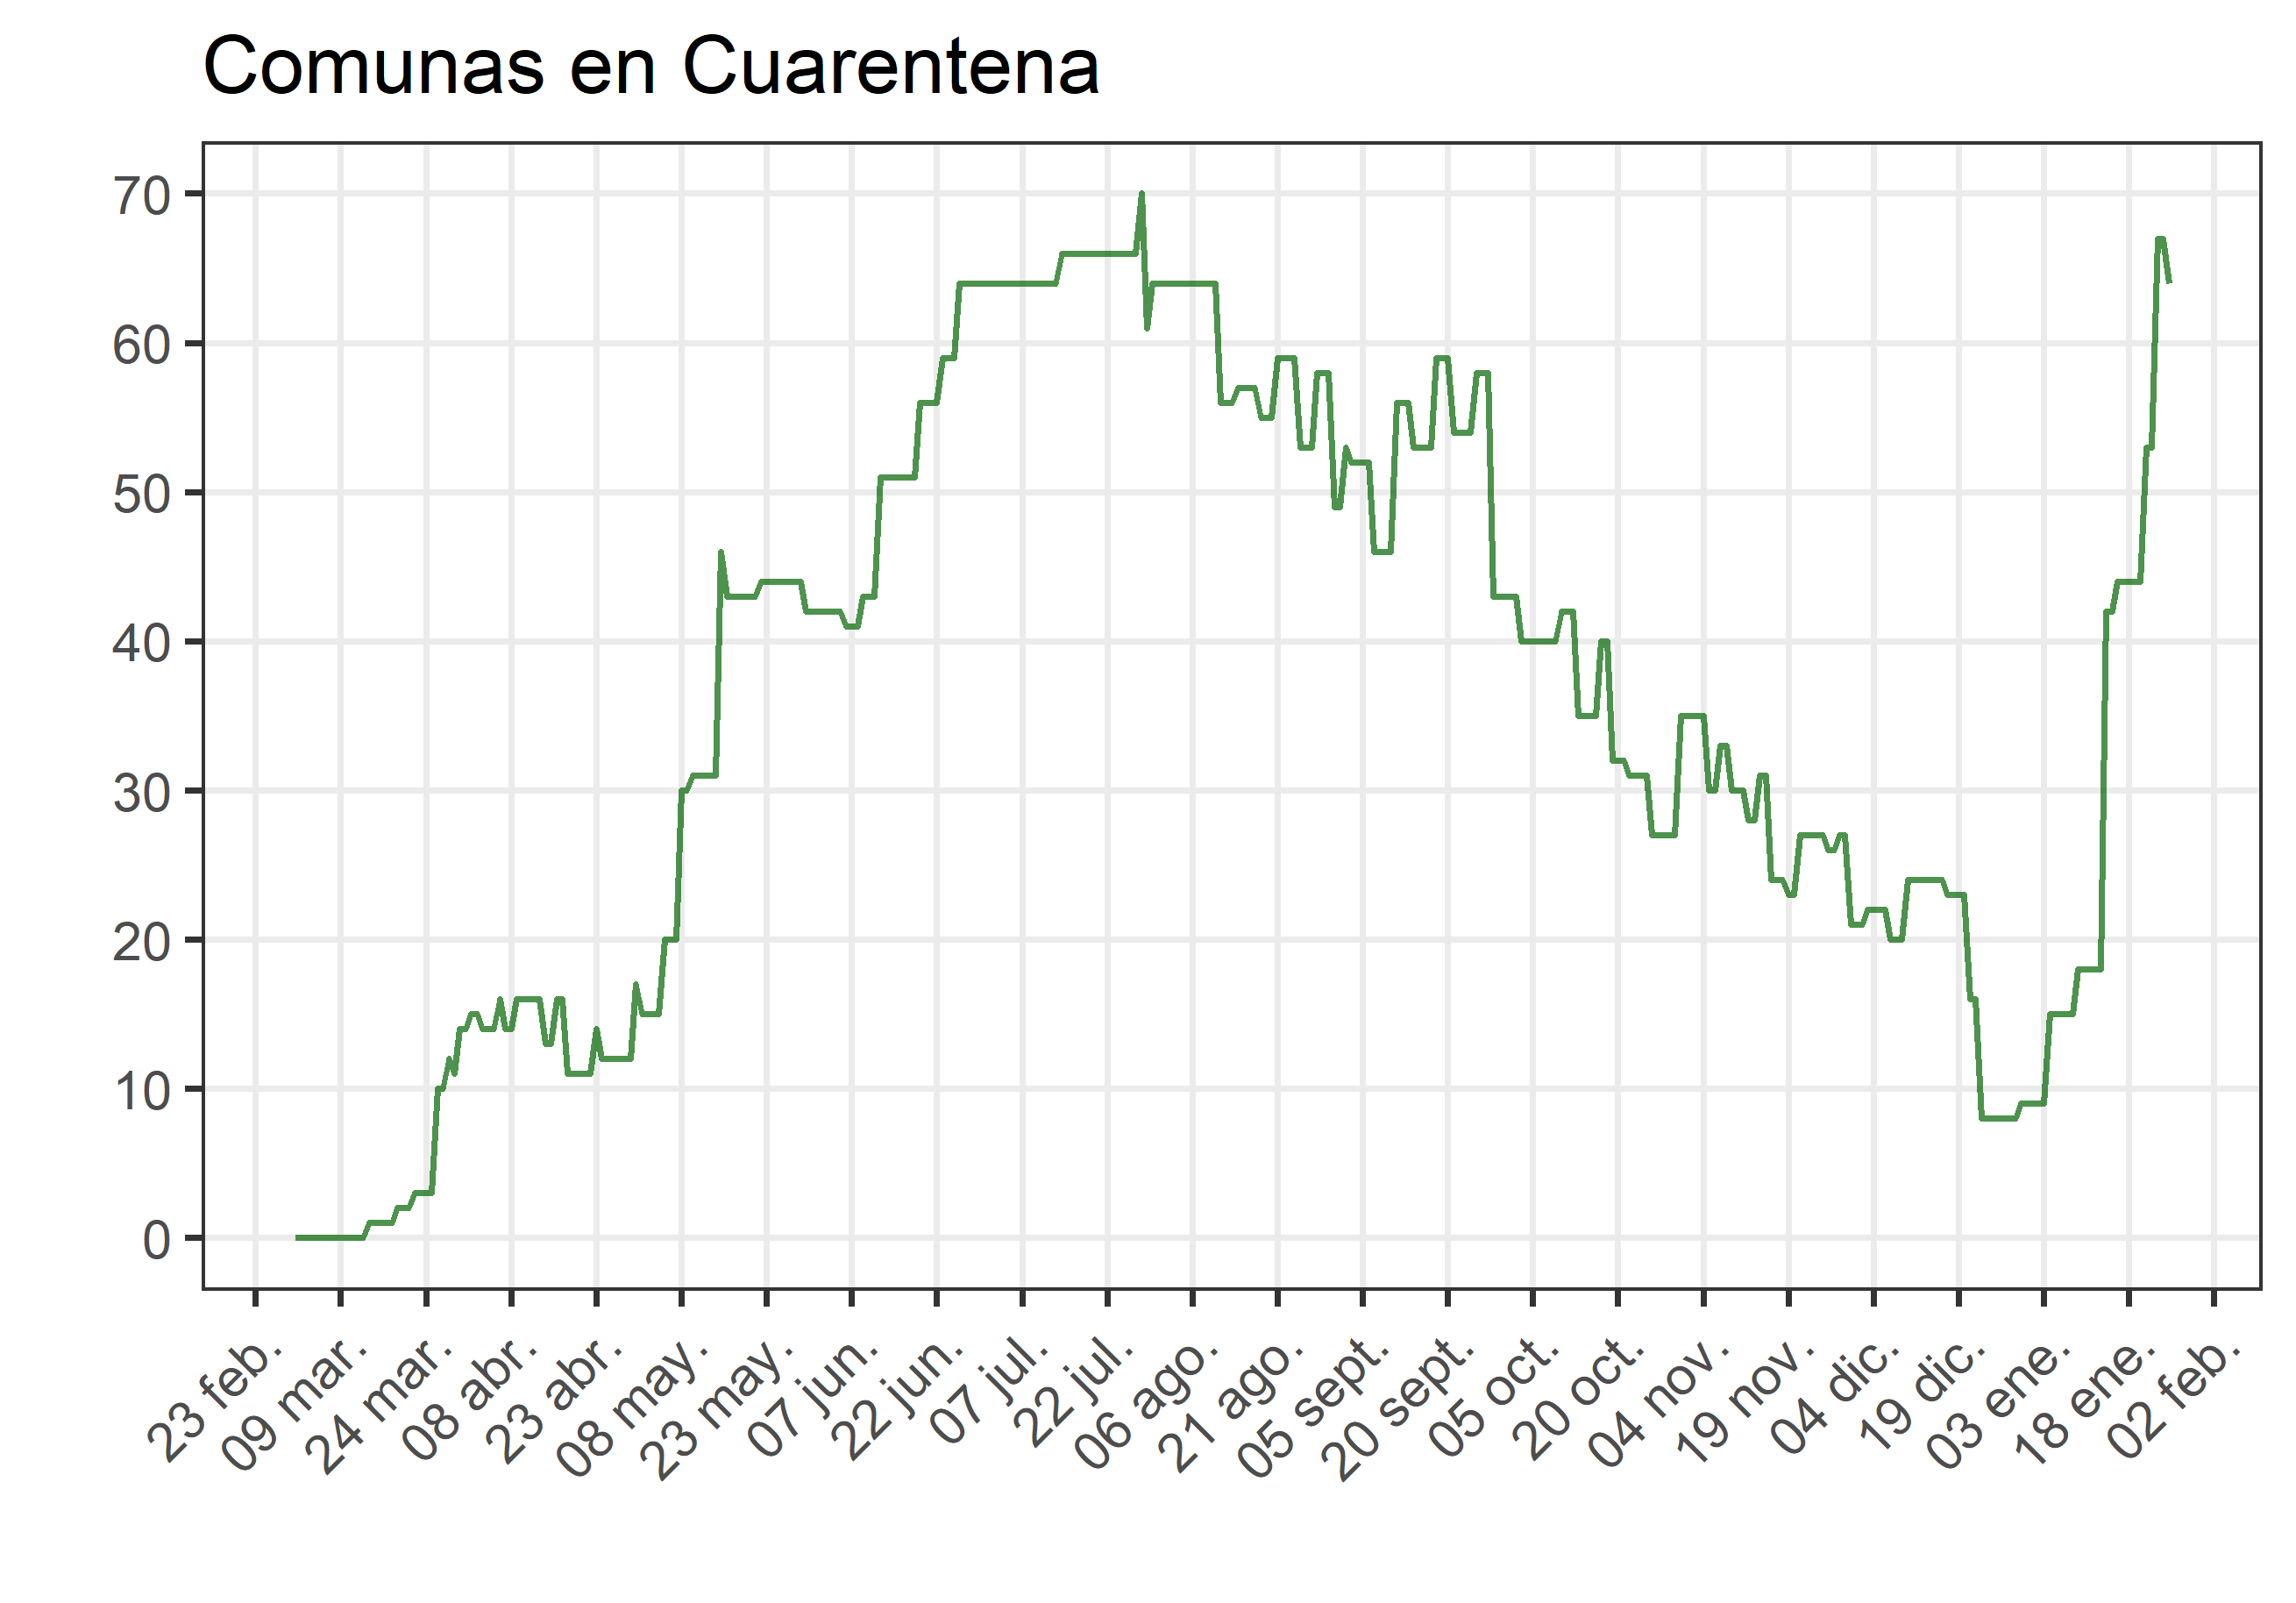 Comunas en Cuarentena
70
60
50
40
30
20
10
0
23 feb.
09 mar.
24 mar.
08 abr.
23 abr.
08 may.
23 may.
07 jun.
22 jun.
07 jul.
22 jul.
06 ago.
21 ago.
05 sept.
20 sept.
05 oct.
20 oct.
04 nov.
19 nov.
04 dic.
19 dic.
03 ene.
18 ene.
02 feb.